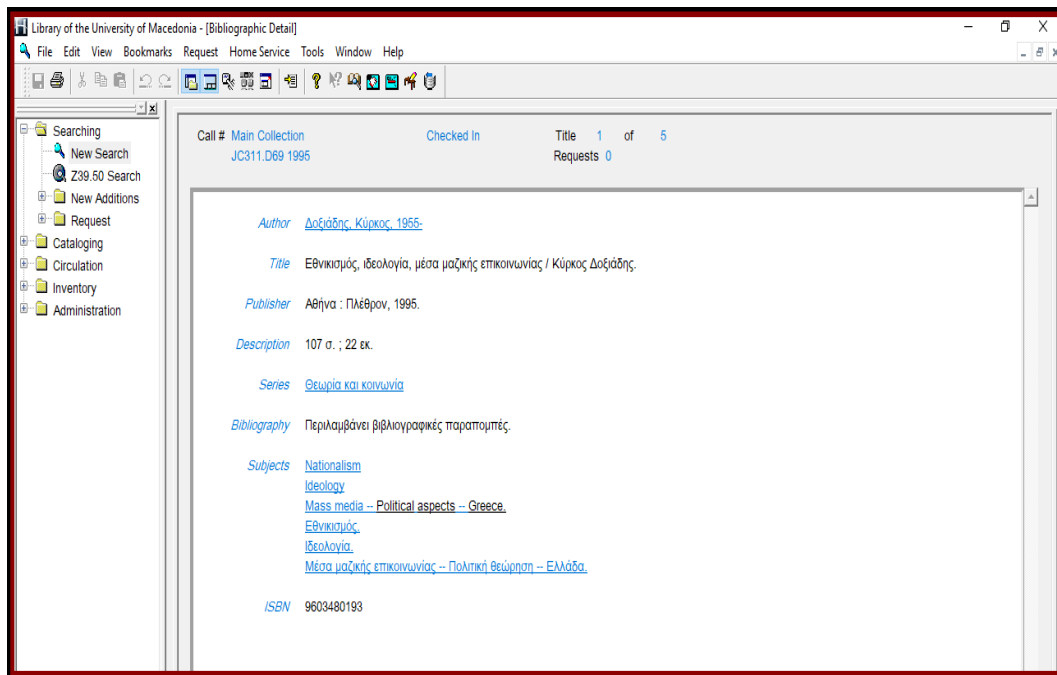 Library of the University of Macedonia - [Bibliographic Detail]
File Edit View Bookmarks Request Home Service Tools Window Help
Searching
New Search
Z39.50 Search
New Additions
Request
Cataloging
Circulation
Inventory
Administration
Call # Main Collection Checked In Title 1 of 5
JC311.D69 1995 Requests 0
Author Δοξιάδης, Κύρκος, 1955-
Title Εθνικισμός, ιδεολογία, μέσα μαζικής επικοινωνίας / Κύρκος Δοξιάδης.
Publisher Αθήνα : Πλέθρον, 1995.
Description 107 σ. ; 22 εκ.
Series Θεωρία και κοινωνία
Bibliography Περιλαμβάνει βιβλιογραφικές παραπομπές.
Subjects Nationalism
Ideology
Mass media -- Political aspects -- Greece.
Εθνικισμός.
Ιδεολογία.
Μέσα μαζικής επικοινωνίας -- Πολιτική θεώρηση -- Ελλάδα.
ISBN 9603480193